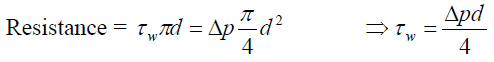 Resistance = τ_w πd = Δp π/4 d² ⇒ τ_w = Δpd/4